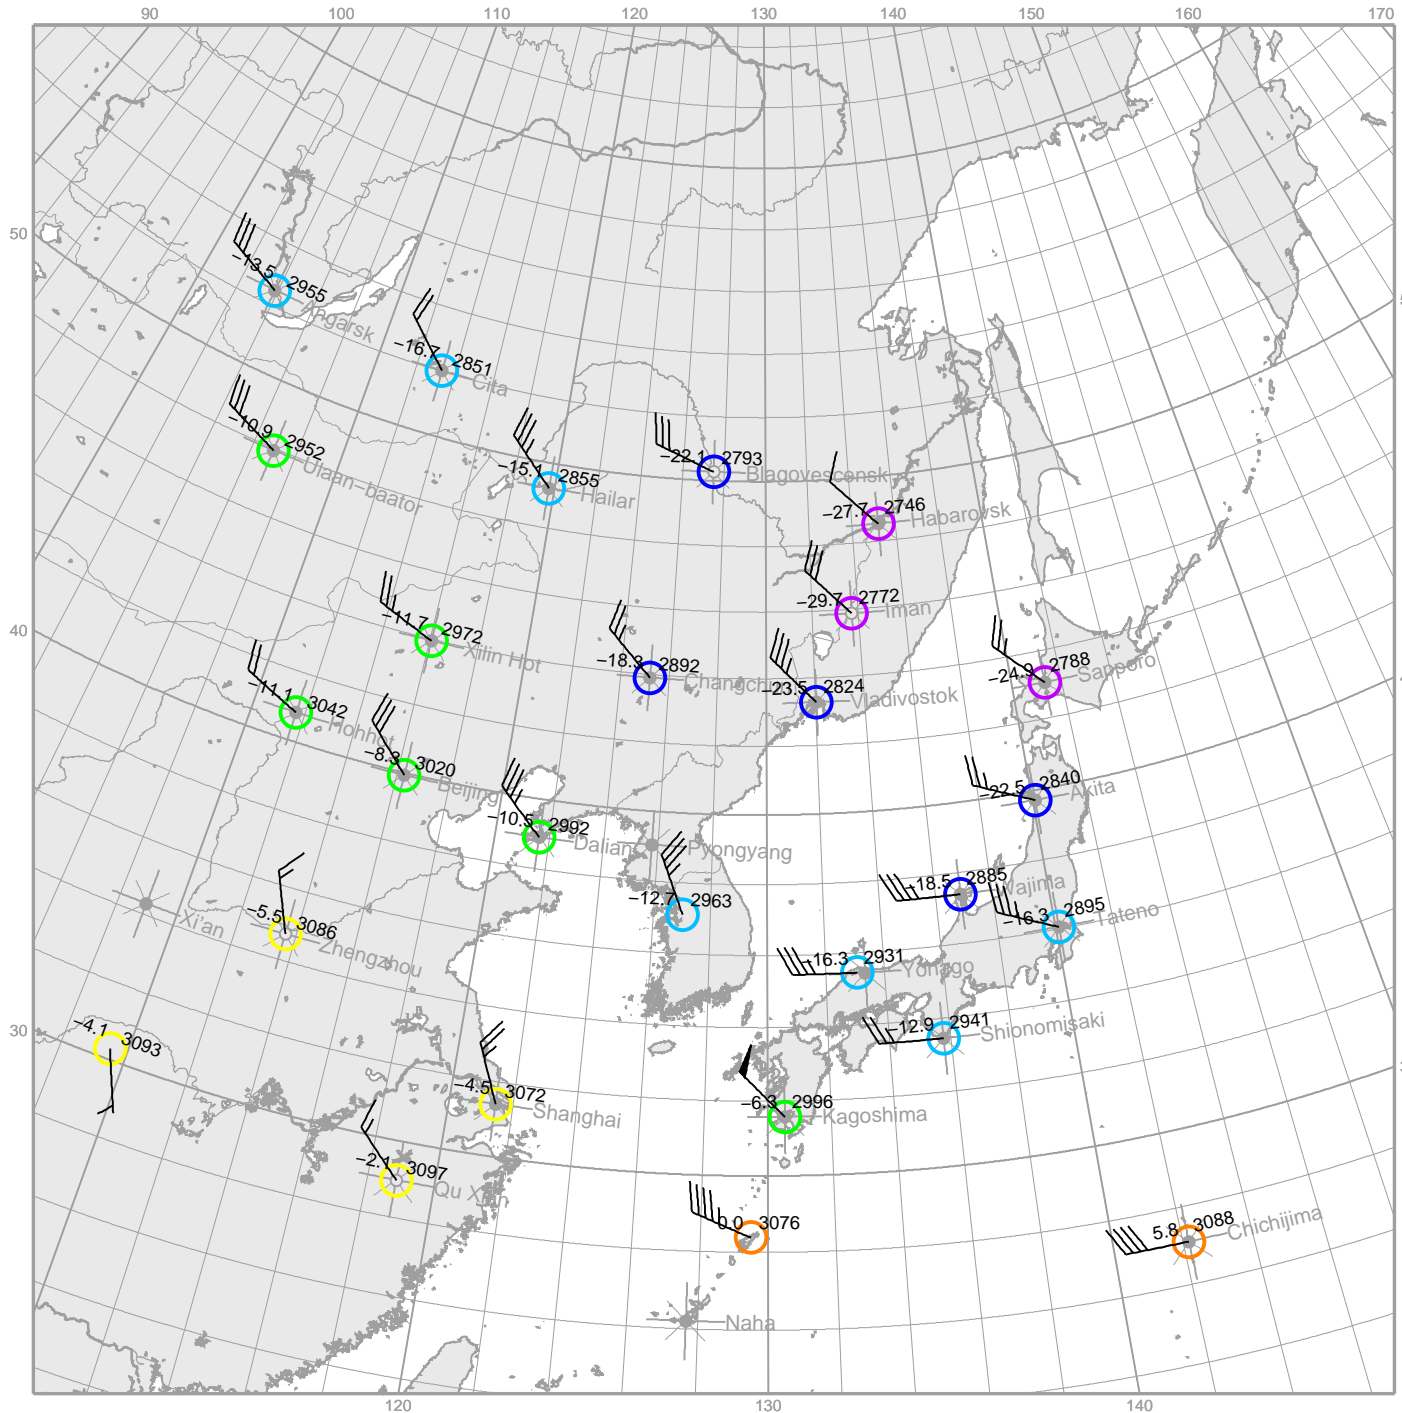 90 100 110 120 130 140 150 160 170
50
−13.5 2955
Angarsk
−16.7 2851
Cita
−10.9 2952
Ulaan−baator
−15.1 2855
Hailar
−22.1 2793
Blagovescensk
−27.7 2746
Habarovsk
−29.7 2772
Iman
40
−11.7 2972
Xilin Hot
−18.3 2892
Changchun
−23.5 2824
Vladivostok
−24.9 2788
Sapporo
−11.1 3042
Hohhot
−8.3 3020
Beijing
−10.5 2992
Dalian
Pyongyang
−22.5 2840
Akita
−12.7 2963
−18.5 2885
Wajima
−16.3 2895
Tateno
Xi'an
−5.5 3086
Zhengzhou
−16.3 2931
Yonago
30
−4.1 3093
−12.9 2941
Shionomisaki
−4.5 3072
Shanghai
−6.3 2996
Kagoshima
−2.1 3097
Qu Xian
0.0 3076
5.8 3088
Chichijima
Naha
120 130 140